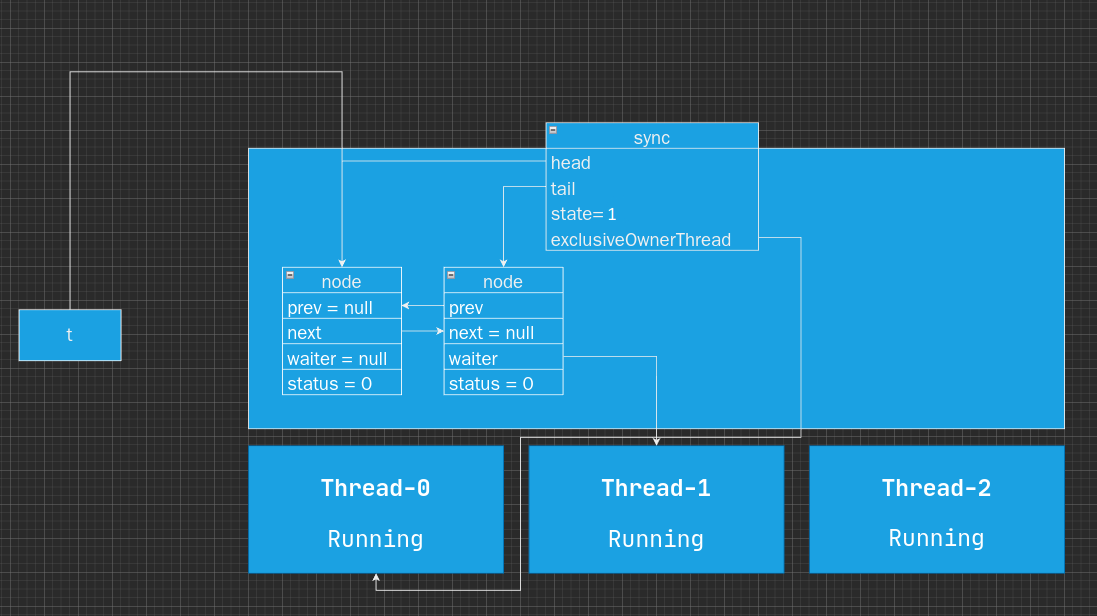 sync
head
tail
state= 1
exclusiveOwnerThread
node
prev = null
next
waiter = null
status = 0
node
prev
next = null
waiter
status = 0
t
Thread-0
Running
Thread-1
Running
Thread-2
Running